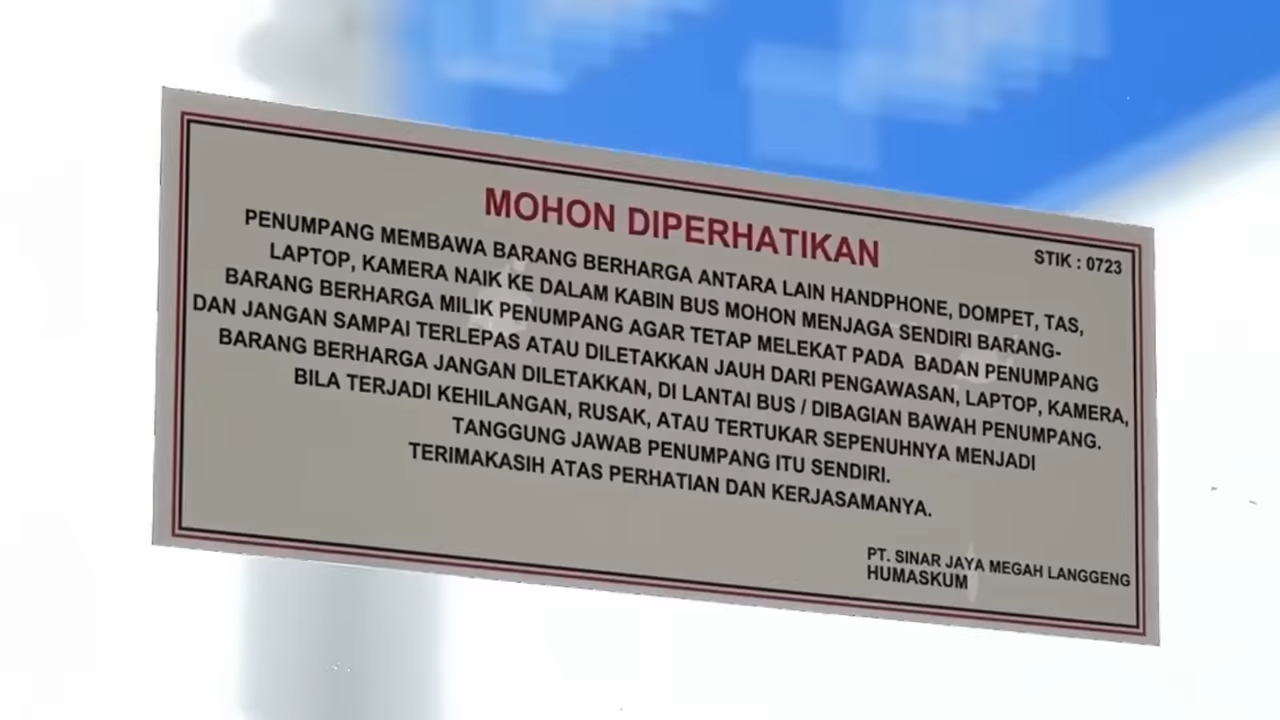 MOHON DIPERHATIKAN
STIK : 0723
PENUMPANG MEMBAWA BARANG BERHARGA ANTARA LAIN HANDPHONE, DOMPET, TAS,
LAPTOP, KAMERA NAIK KE DALAM KABIN BUS MOHON MENJAGA SENDIRI BARANG-
BARANG BERHARGA MILIK PENUMPANG AGAR TETAP MELEKAT PADA BADAN PENUMPANG
DAN JANGAN SAMPAI TERLEPAS ATAU DILETAKKAN JAUH DARI PENGAWASAN, LAPTOP, KAMERA,
BARANG BERHARGA JANGAN DILETAKKAN, DI LANTAI BUS / DIBAGIAN BAWAH PENUMPANG.
BILA TERJADI KEHILANGAN, RUSAK, ATAU TERTUKAR SEPENUHNYA MENJADI
TANGGUNG JAWAB PENUMPANG ITU SENDIRI.
TERIMAKASIH ATAS PERHATIAN DAN KERJASAMANYA.
PT. SINAR JAYA MEGAH LANGGENG
HUMASKUM